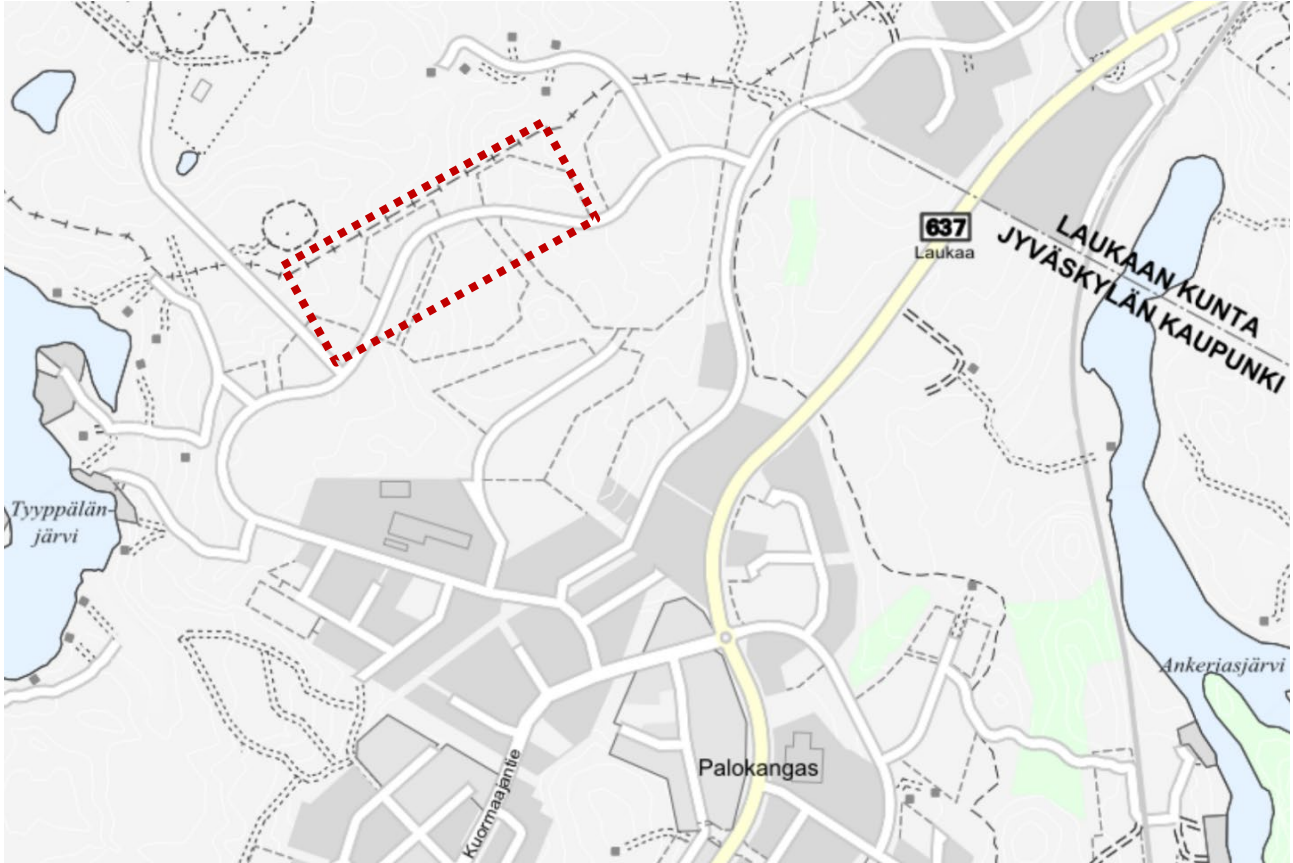 637
Laukaa
LAUKAAN KUNTA
JYVÄSKYLÄN KAUPUNKI
Tyyppälän-
järvi
Ankeriasjärvi
Palokangas
Kuormaajantie